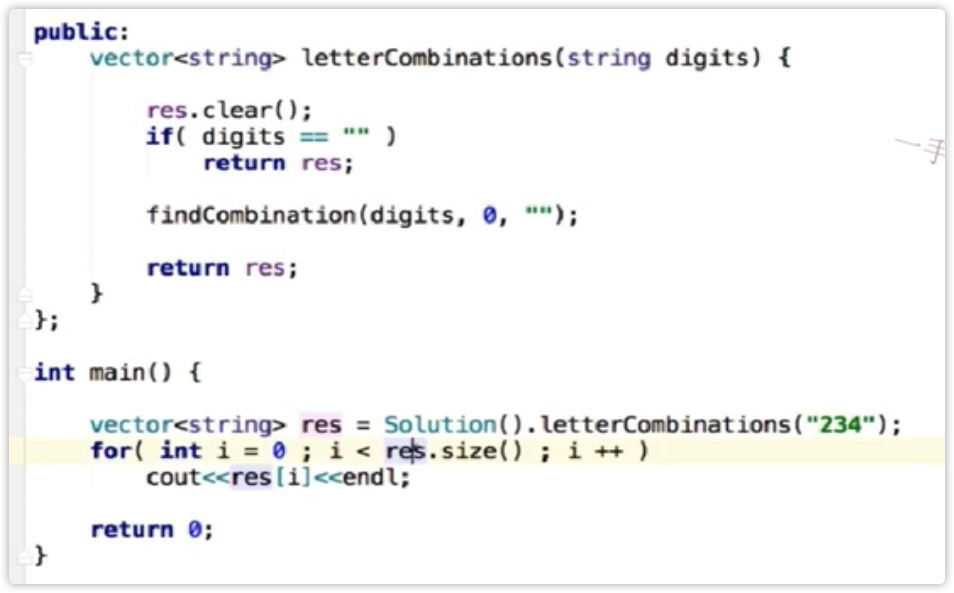 public:
    vector<string> letterCombinations(string digits) {
        res.clear();
        if( digits == "" )
            return res;
        findCombination(digits, 0, "");
        return res;
    }
};
int main() {
    vector<string> res = Solution().letterCombinations("234");
    for( int i = 0 ; i < res.size() ; i ++ )
        cout<<res[i]<<endl;
    return 0;
}
一手